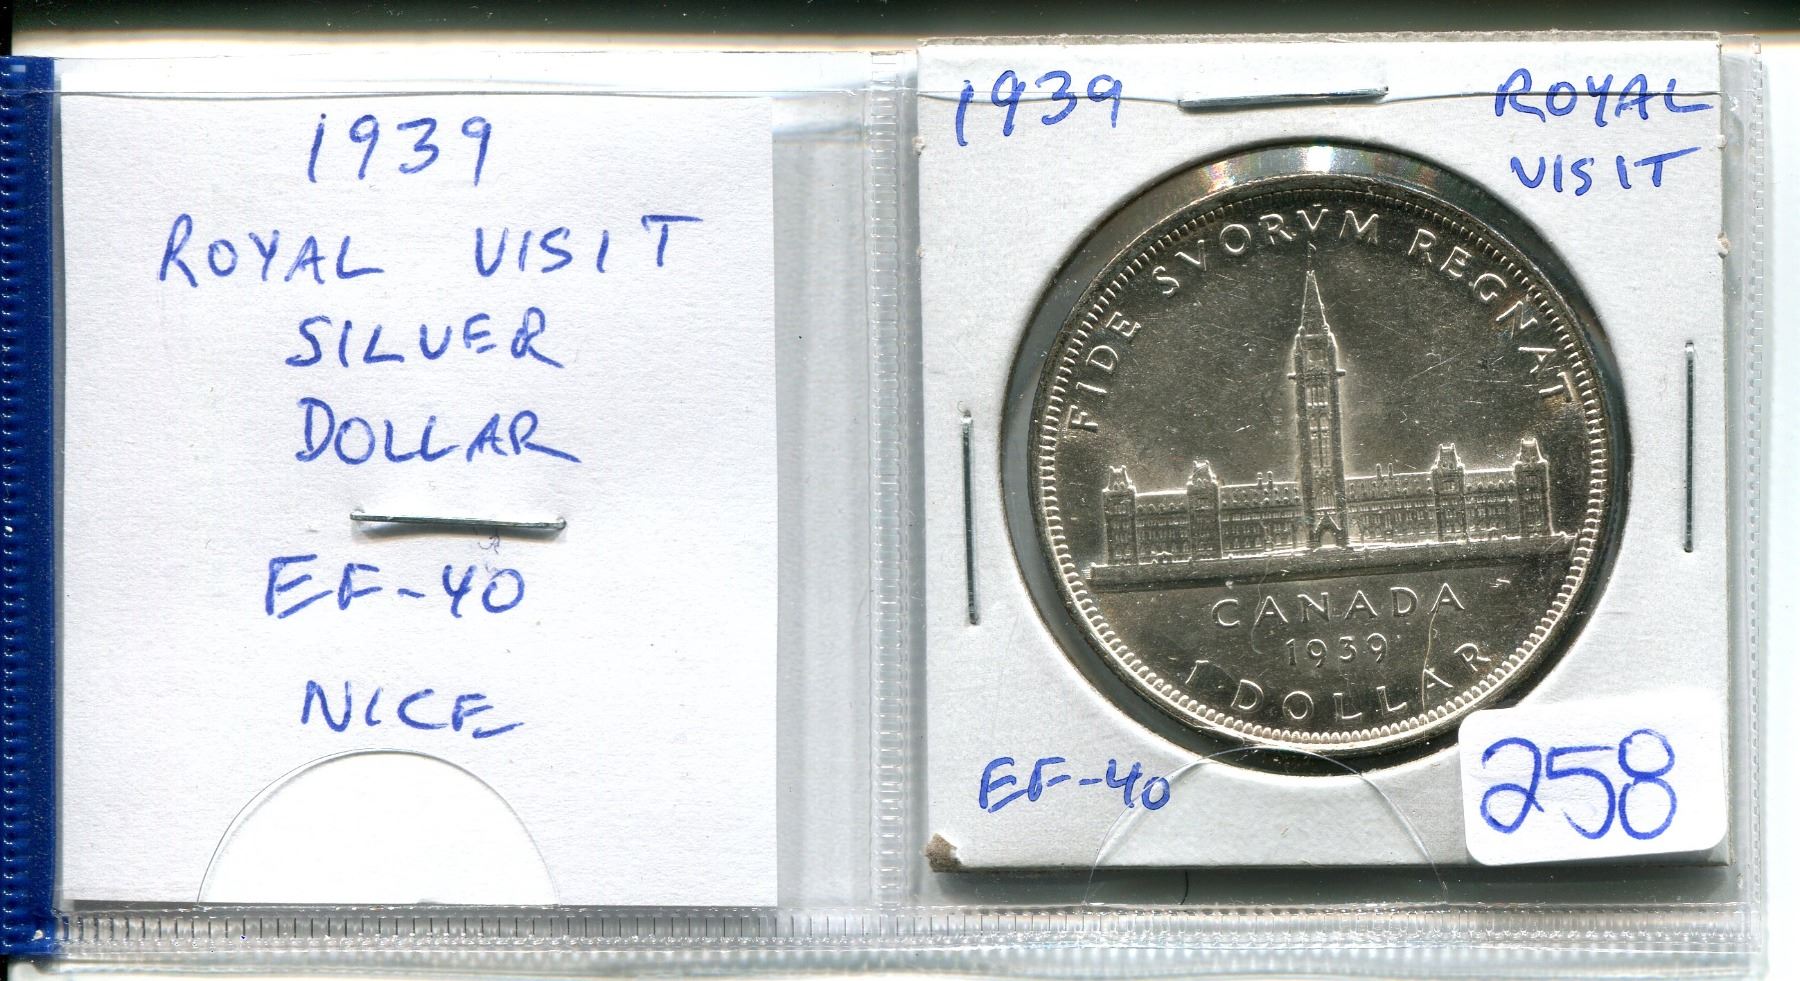 1939
ROYAL VISIT
SILVER
DOLLAR
EF-40
NICE
1939
ROYAL
VISIT
FIDE SVORVM REGNAT
CANADA
1939
1 DOLLAR
EF-40
258